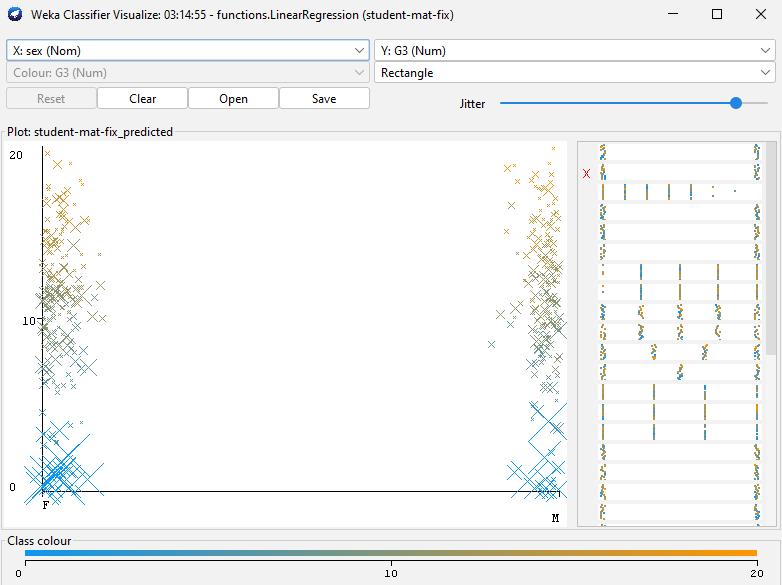 Weka Classifier Visualize: 03:14:55 - functions.LinearRegression (student-mat-fix)
X: sex (Nom) Y: G3 (Num)
Colour: G3 (Num) Rectangle
Reset Clear Open Save Jitter
Plot: student-mat-fix_predicted
20
X
10
0
F
M
Class colour
0 10 20